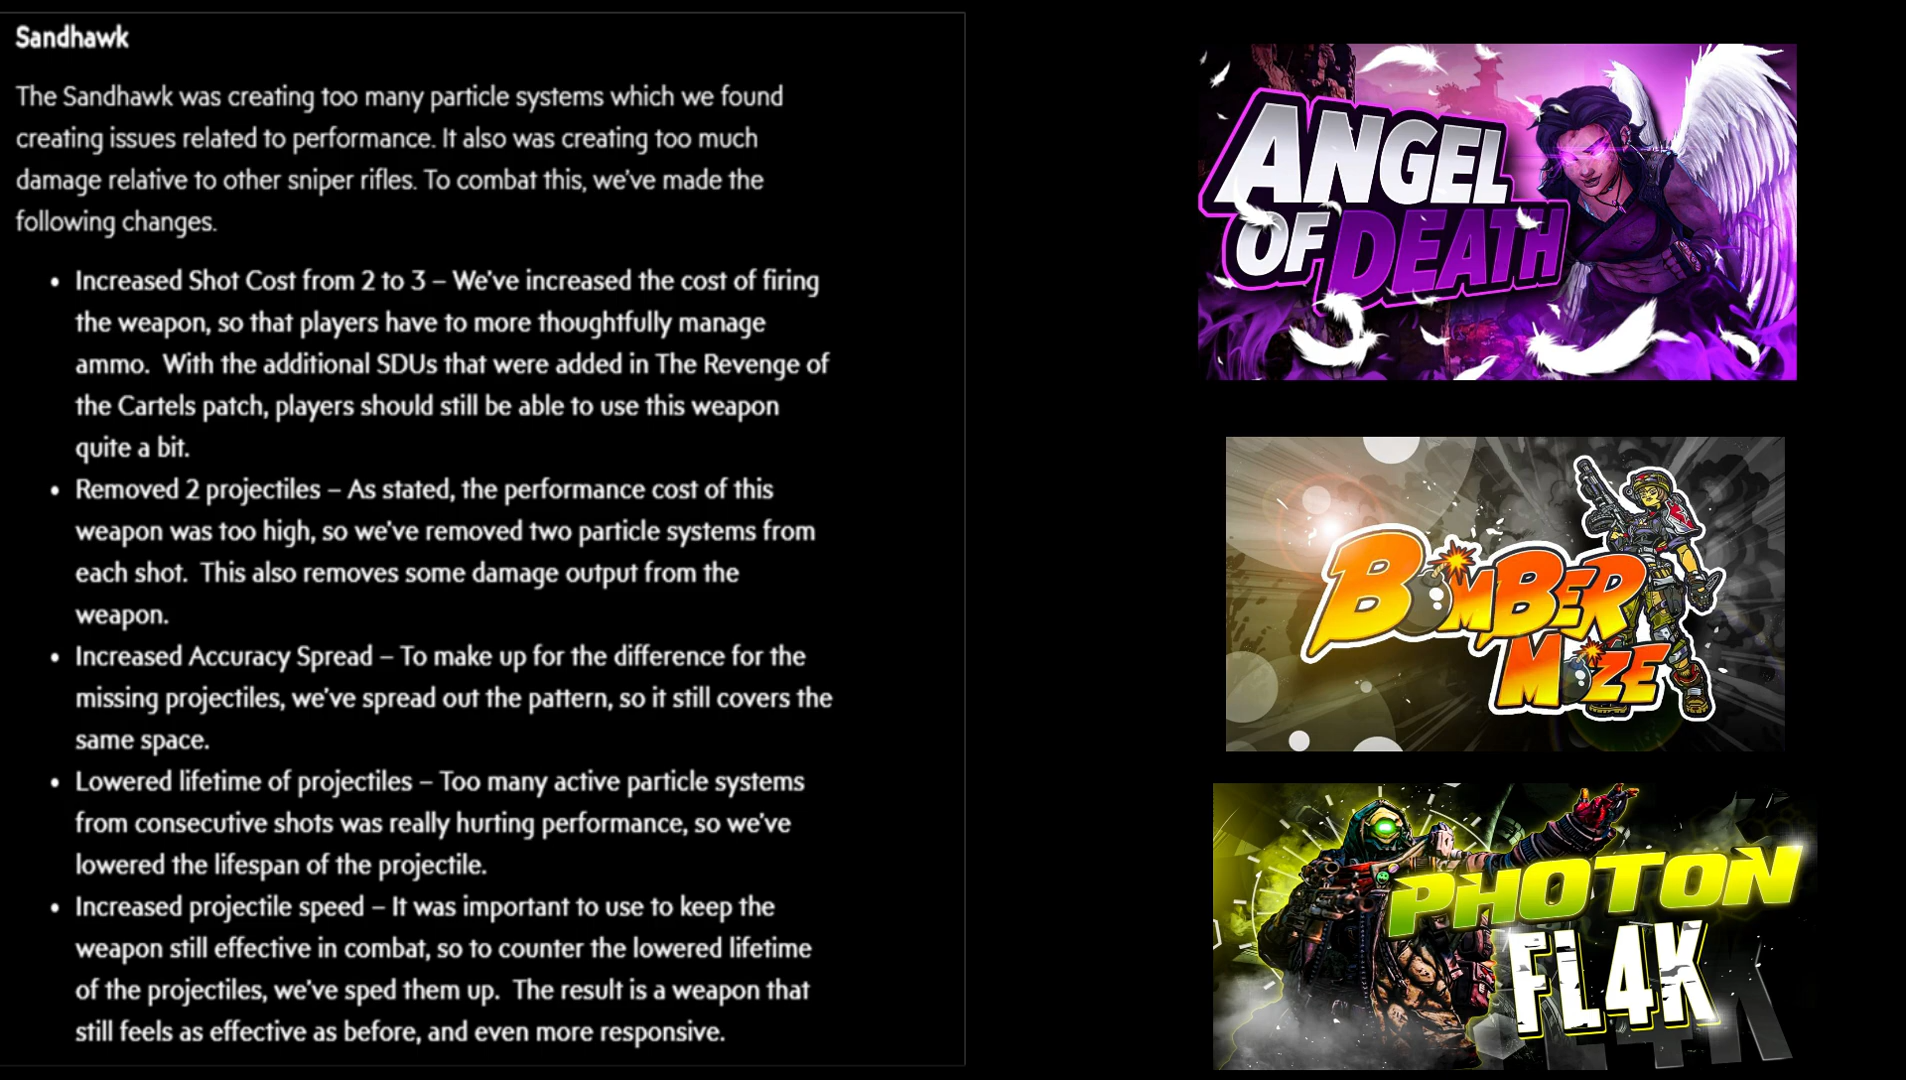 Sandhawk
The Sandhawk was creating too many particle systems which we found
creating issues related to performance. It also was creating too much
damage relative to other sniper rifles. To combat this, we've made the
following changes.
• Increased Shot Cost from 2 to 3 – We've increased the cost of firing
the weapon, so that players have to more thoughtfully manage
ammo.  With the additional SDUs that were added in The Revenge of
the Cartels patch, players should still be able to use this weapon
quite a bit.
• Removed 2 projectiles – As stated, the performance cost of this
weapon was too high, so we've removed two particle systems from
each shot.  This also removes some damage output from the
weapon.
• Increased Accuracy Spread – To make up for the difference for the
missing projectiles, we've spread out the pattern, so it still covers the
same space.
• Lowered lifetime of projectiles – Too many active particle systems
from consecutive shots was really hurting performance, so we've
lowered the lifespan of the projectile.
• Increased projectile speed – It was important to use to keep the
weapon still effective in combat, so to counter the lowered lifetime
of the projectiles, we've sped them up.  The result is a weapon that
still feels as effective as before, and even more responsive.
ANGEL
OF DEATH
BOMBER
MOZE
PHOTON
FL4K